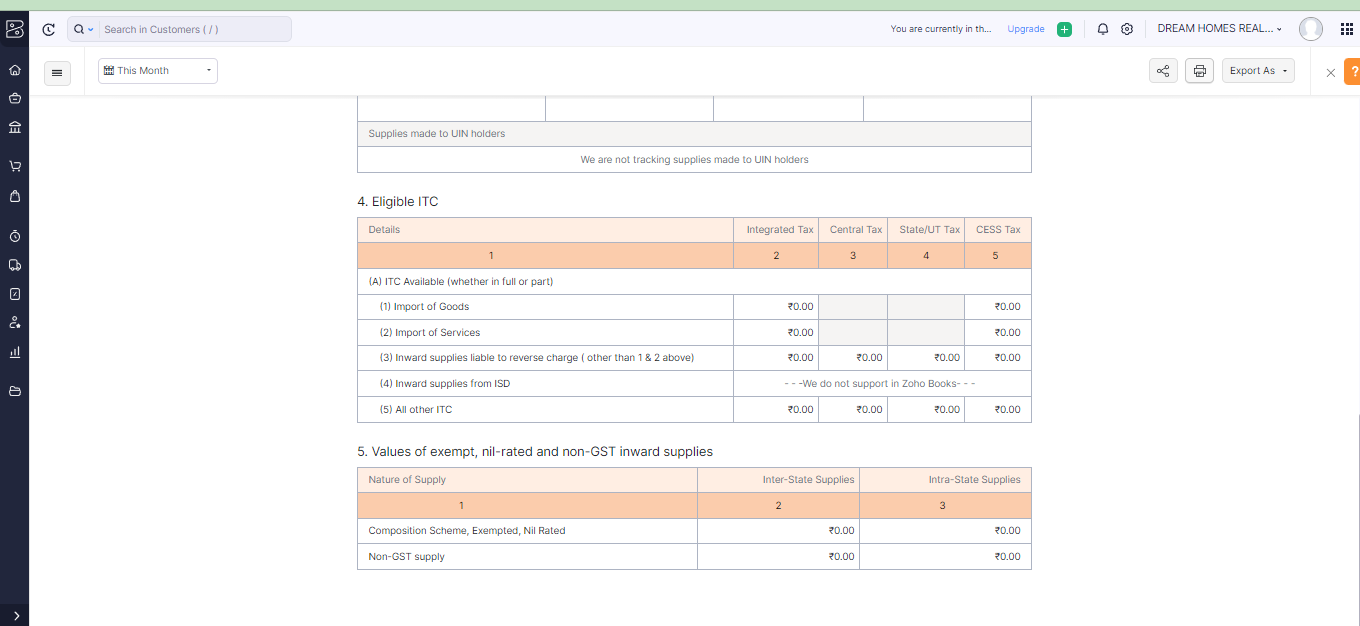 Search in Customers ( / )
You are currently in th...
Upgrade
DREAM HOMES REAL...
This Month
Export As
?
Supplies made to UIN holders
We are not tracking supplies made to UIN holders
4. Eligible ITC
Details Integrated Tax Central Tax State/UT Tax CESS Tax
1 2 3 4 5
(A) ITC Available (whether in full or part)
(1) Import of Goods ₹0.00 ₹0.00
(2) Import of Services ₹0.00 ₹0.00
(3) Inward supplies liable to reverse charge ( other than 1 & 2 above) ₹0.00 ₹0.00 ₹0.00 ₹0.00
(4) Inward supplies from ISD - - -We do not support in Zoho Books- - -
(5) All other ITC ₹0.00 ₹0.00 ₹0.00 ₹0.00
5. Values of exempt, nil-rated and non-GST inward supplies
Nature of Supply Inter-State Supplies Intra-State Supplies
1 2 3
Composition Scheme, Exempted, Nil Rated ₹0.00 ₹0.00
Non-GST supply ₹0.00 ₹0.00